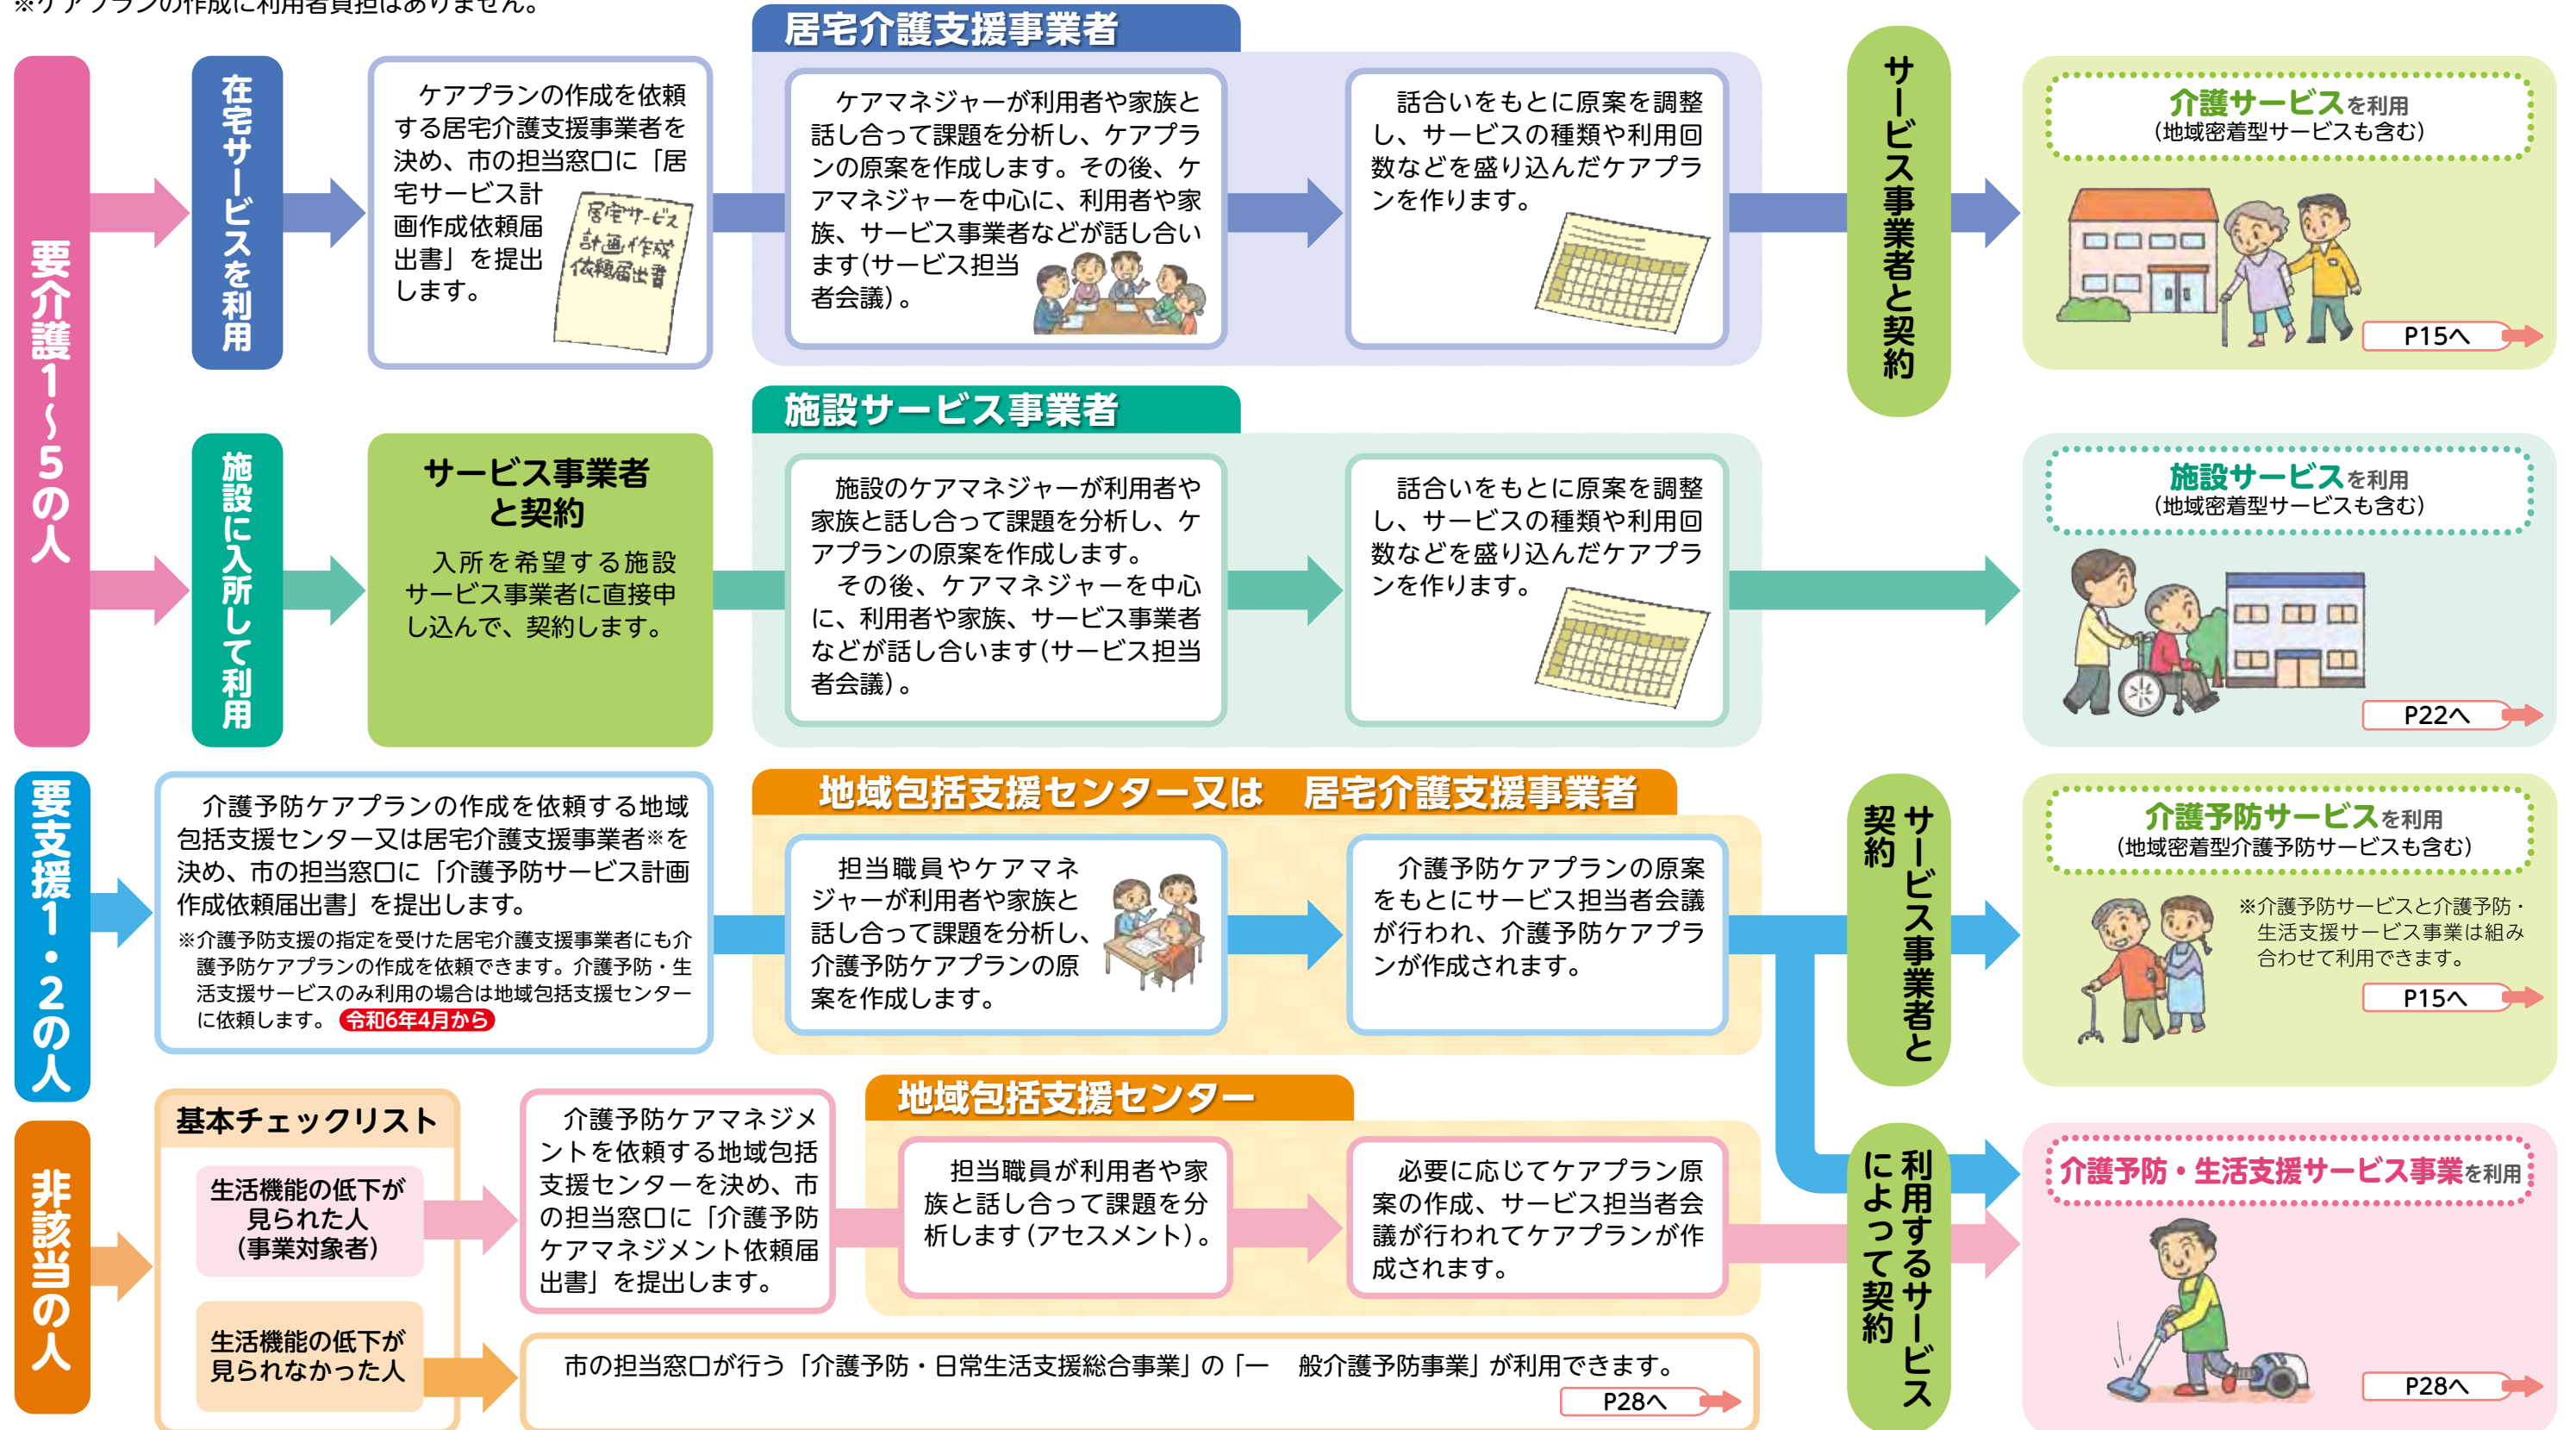 ※ケアプランの作成に利用者負担はありません。
要介護1～5の人
在宅サービスを利用
ケアプランの作成を依頼
する居宅介護支援事業者を
決め、市の担当窓口に「居
宅サービス計
画作成依頼届
出書」を提出
します。
居宅サービス
計画作成
依頼届出書
居宅介護支援事業者
ケアマネジャーが利用者や家族と
話し合って課題を分析し、ケアプラ
ンの原案を作成します。その後、ケ
アマネジャーを中心に、利用者や家
族、サービス事業者などが話し合い
ます(サービス担当
者会議)。
話合いをもとに原案を調整
し、サービスの種類や利用回
数などを盛り込んだケアプラ
ンを作ります。
サービス事業者と契約
介護サービスを利用
(地域密着型サービスも含む)
P15へ
施設に入所して利用
サービス事業者
と契約
入所を希望する施設
サービス事業者に直接申
し込んで、契約します。
施設サービス事業者
施設のケアマネジャーが利用者や
家族と話し合って課題を分析し、ケ
アプランの原案を作成します。
その後、ケアマネジャーを中心
に、利用者や家族、サービス事業者
などが話し合います(サービス担当
者会議)。
話合いをもとに原案を調整
し、サービスの種類や利用回
数などを盛り込んだケアプラ
ンを作ります。
施設サービスを利用
(地域密着型サービスも含む)
P22へ
要支援1・2の人
介護予防ケアプランの作成を依頼する地域
包括支援センター又は居宅介護支援事業者※を
決め、市の担当窓口に「介護予防サービス計画
作成依頼届出書」を提出します。
※介護予防支援の指定を受けた居宅介護支援事業者にも介
護予防ケアプランの作成を依頼できます。介護予防・生
活支援サービスのみ利用の場合は地域包括支援センター
に依頼します。 令和6年4月から
地域包括支援センター又は　居宅介護支援事業者
担当職員やケアマネ
ジャーが利用者や家族と
話し合って課題を分析し、
介護予防ケアプランの原
案を作成します。
介護予防ケアプランの原案
をもとにサービス担当者会議
が行われ、介護予防ケアプラ
ンが作成されます。
サービス事業者と
契約
介護予防サービスを利用
(地域密着型介護予防サービスも含む)
※介護予防サービスと介護予防・
生活支援サービス事業は組み
合わせて利用できます。
P15へ
非該当の人
基本チェックリスト
生活機能の低下が
見られた人
(事業対象者)
介護予防ケアマネジメ
ントを依頼する地域包括
支援センターを決め、市
の担当窓口に「介護予防
ケアマネジメント依頼届
出書」を提出します。
地域包括支援センター
担当職員が利用者や家
族と話し合って課題を分
析します(アセスメント)。
必要に応じてケアプラン原
案の作成、サービス担当者会
議が行われてケアプランが作
成されます。
利用するサービス
によって契約
介護予防・生活支援サービス事業を利用
P28へ
生活機能の低下が
見られなかった人
市の担当窓口が行う「介護予防・日常生活支援総合事業」の「一　般介護予防事業」が利用できます。
P28へ